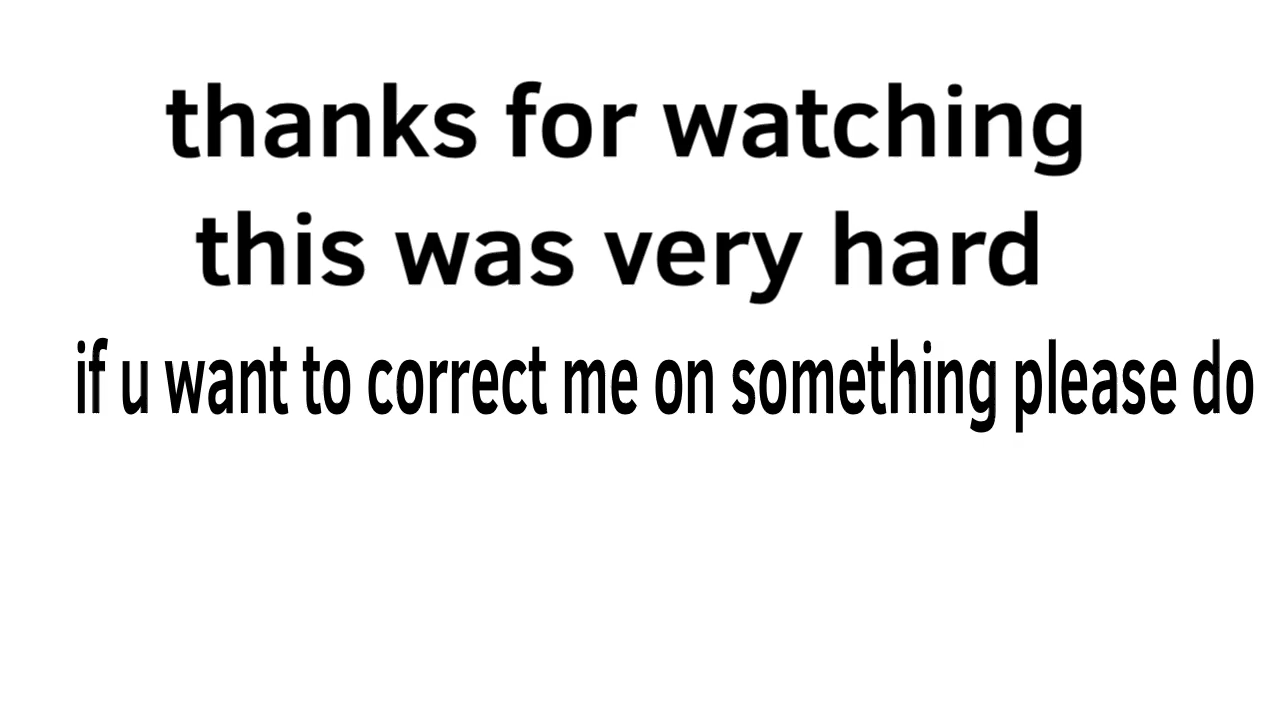 thanks for watching
this was very hard
if u want to correct me on something please do